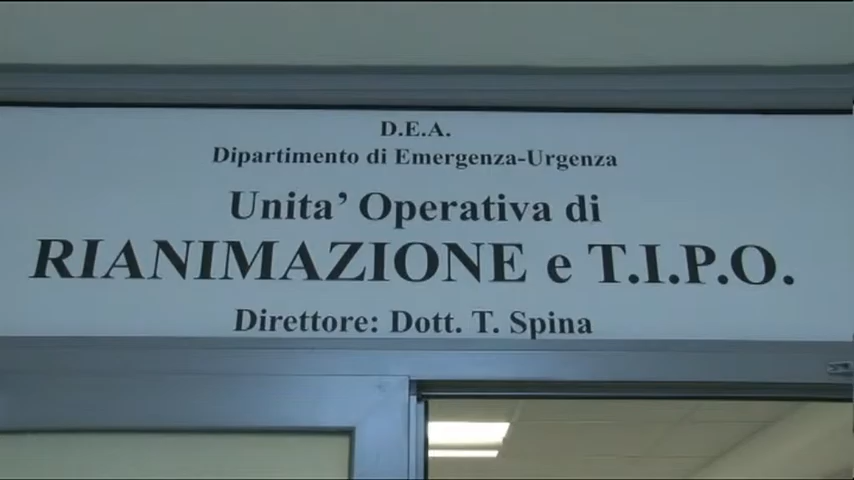 D.E.A.
Dipartimento di Emergenza-Urgenza
Unita' Operativa di
RIANIMAZIONE e T.I.P.O.
Direttore: Dott. T. Spina